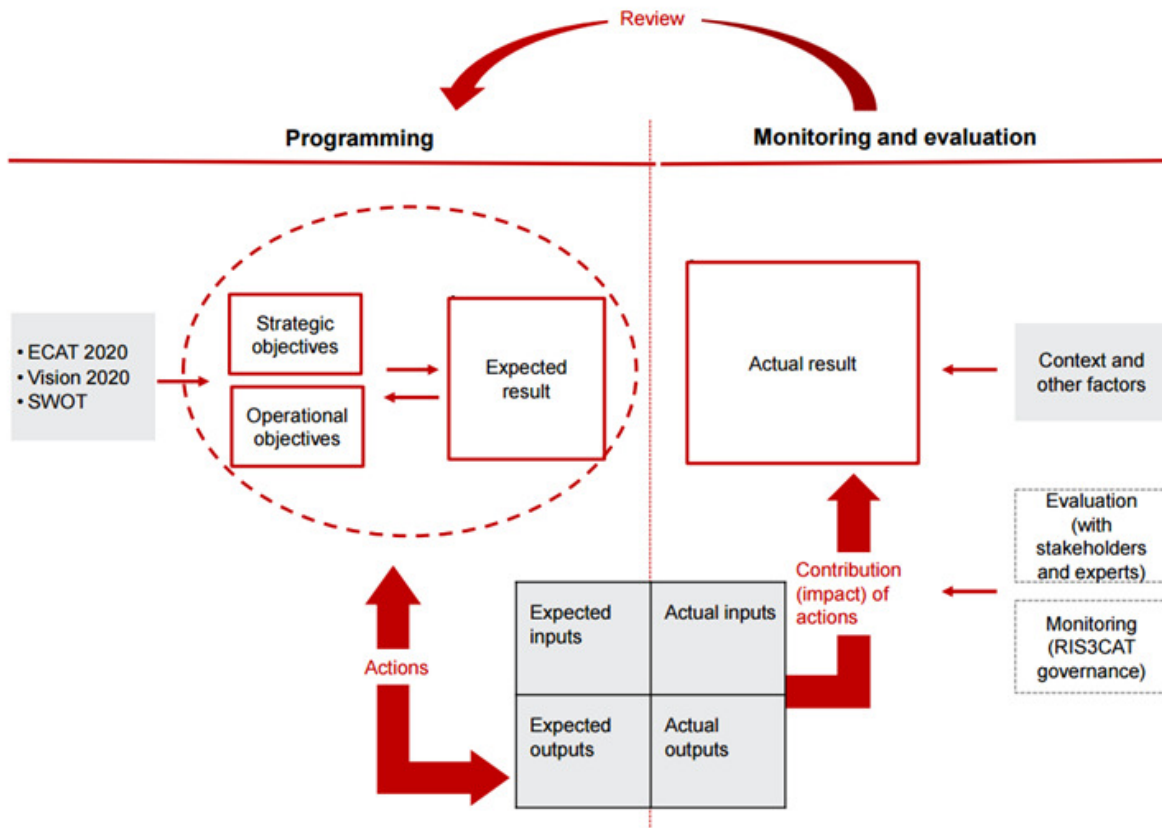 Review
Programming
Monitoring and evaluation
• ECAT 2020
• Vision 2020
• SWOT
Strategic
objectives
Operational
objectives
Expected
result
Actual result
Context and
other factors
Evaluation
(with
stakeholders
and experts)
Monitoring
(RIS3CAT
governance)
Contribution
(impact) of
actions
Actions
Expected
inputs
Actual inputs
Expected
outputs
Actual
outputs